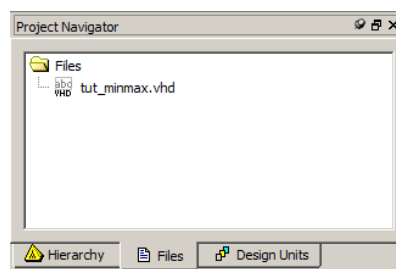 Project Navigator
Files
abc
VHD
tut_minmax.vhd
Hierarchy Files Design Units